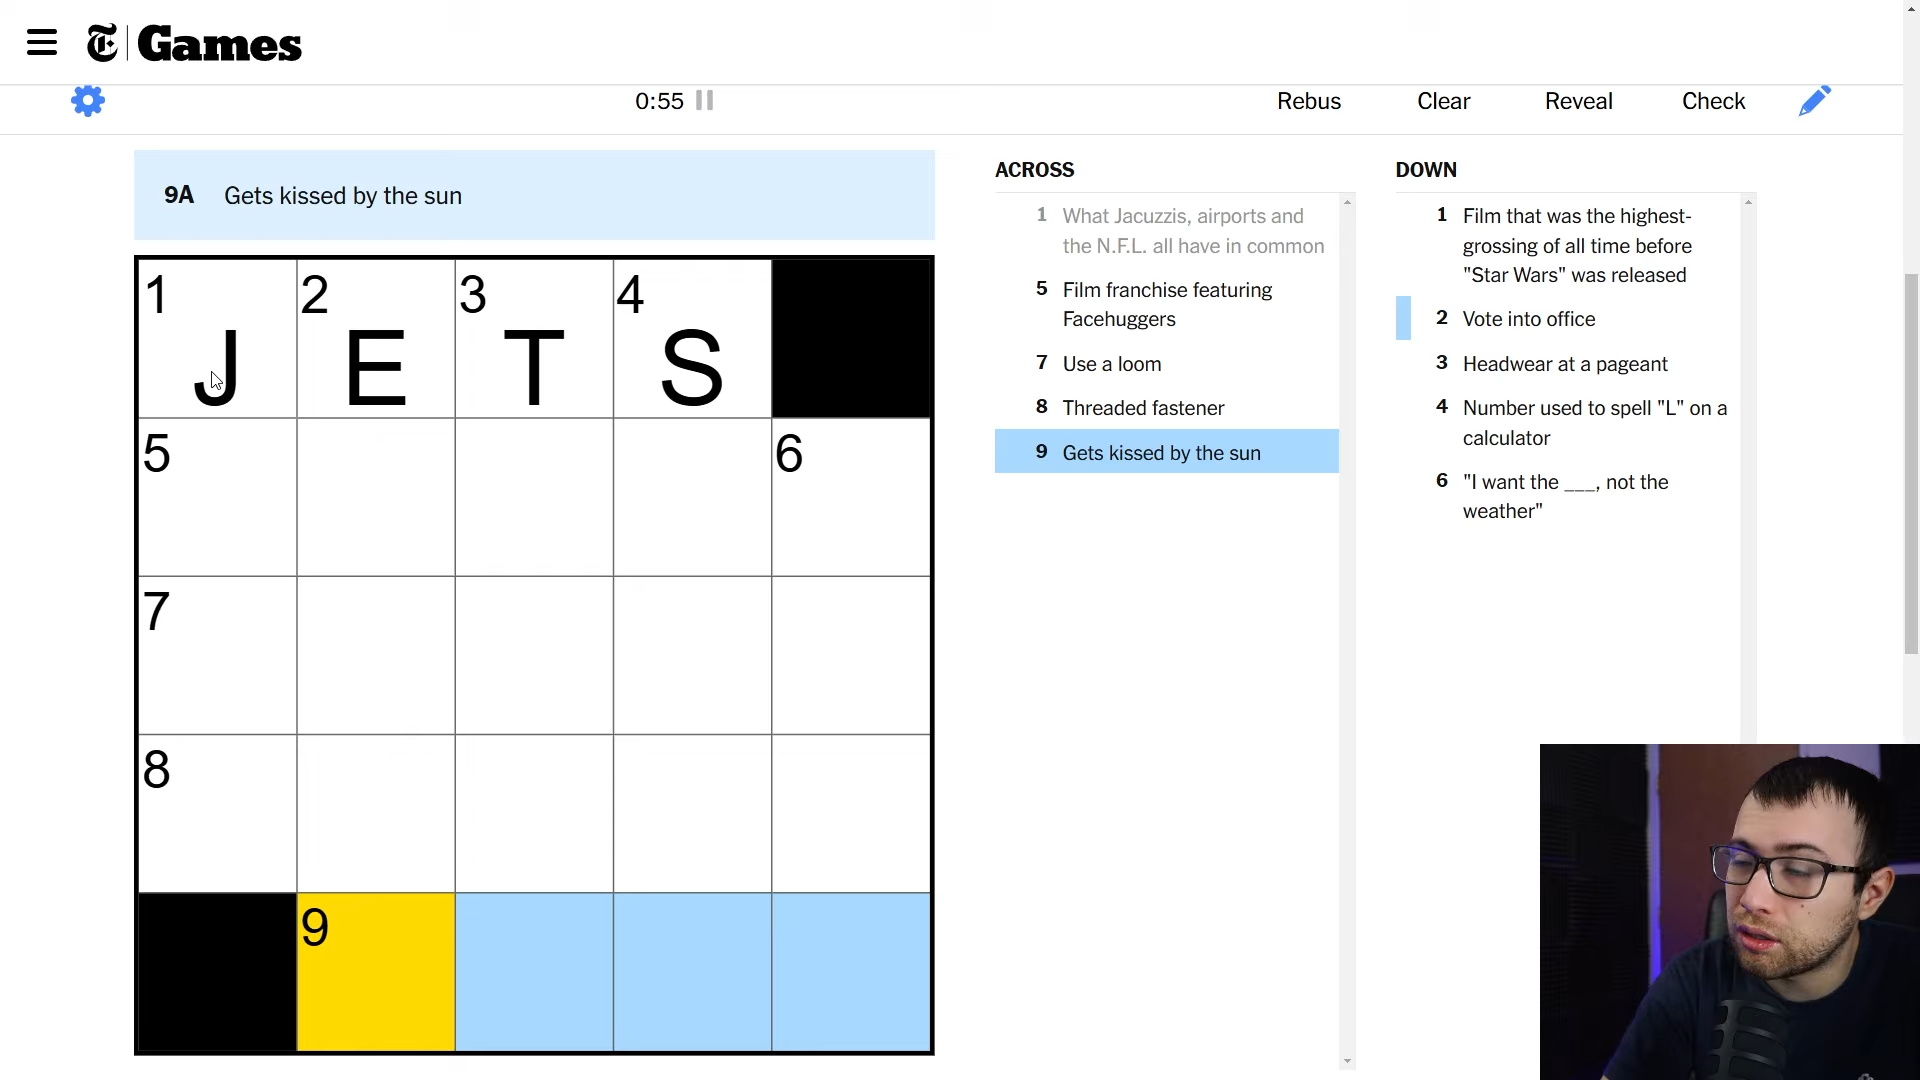 T Games
0:55
Rebus
Clear
Reveal
Check
9A Gets kissed by the sun
1 2 3 4
J E T S
5 6
7
8
9
ACROSS
1 What Jacuzzis, airports and
the N.F.L. all have in common
5 Film franchise featuring
Facehuggers
7 Use a loom
8 Threaded fastener
9 Gets kissed by the sun
DOWN
1 Film that was the highest-
grossing of all time before
"Star Wars" was released
2 Vote into office
3 Headwear at a pageant
4 Number used to spell "L" on a
calculator
6 "I want the ___, not the
weather"